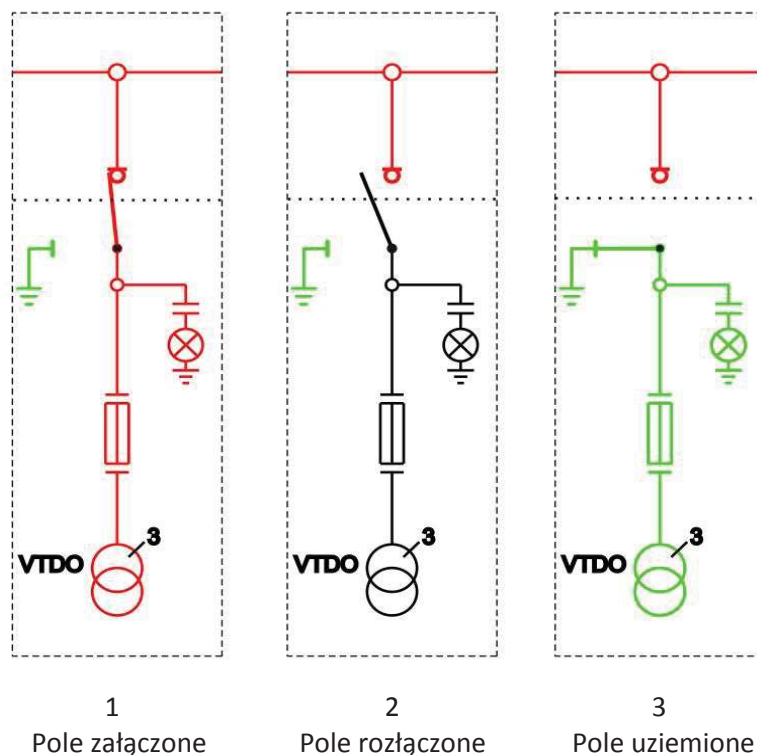 3
VTDO
3
VTDO
3
VTDO
1
Pole załączone
2
Pole rozłączone
3
Pole uziemione